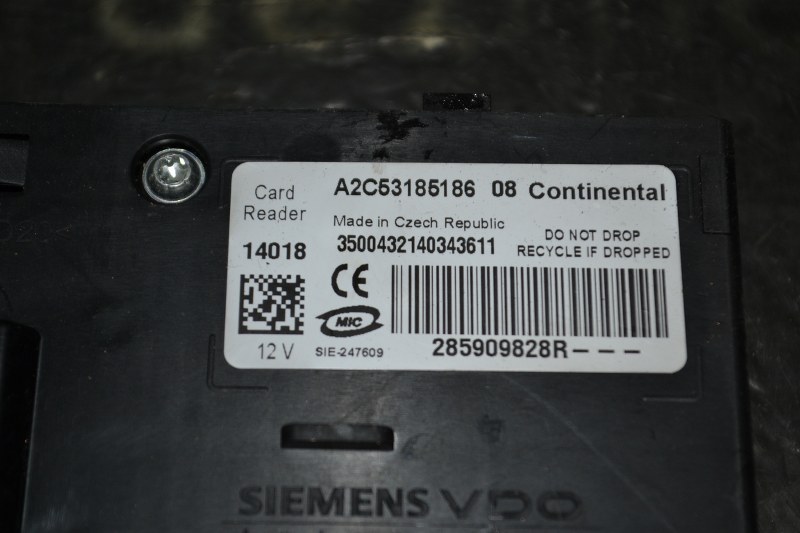 Card Reader
A2C53185186 08 Continental
Made in Czech Republic
14018
3500432140343611
DO NOT DROP
RECYCLE IF DROPPED
CE
MIC
12 V
SIE-247609
285909828R---
SIEMENS VDO